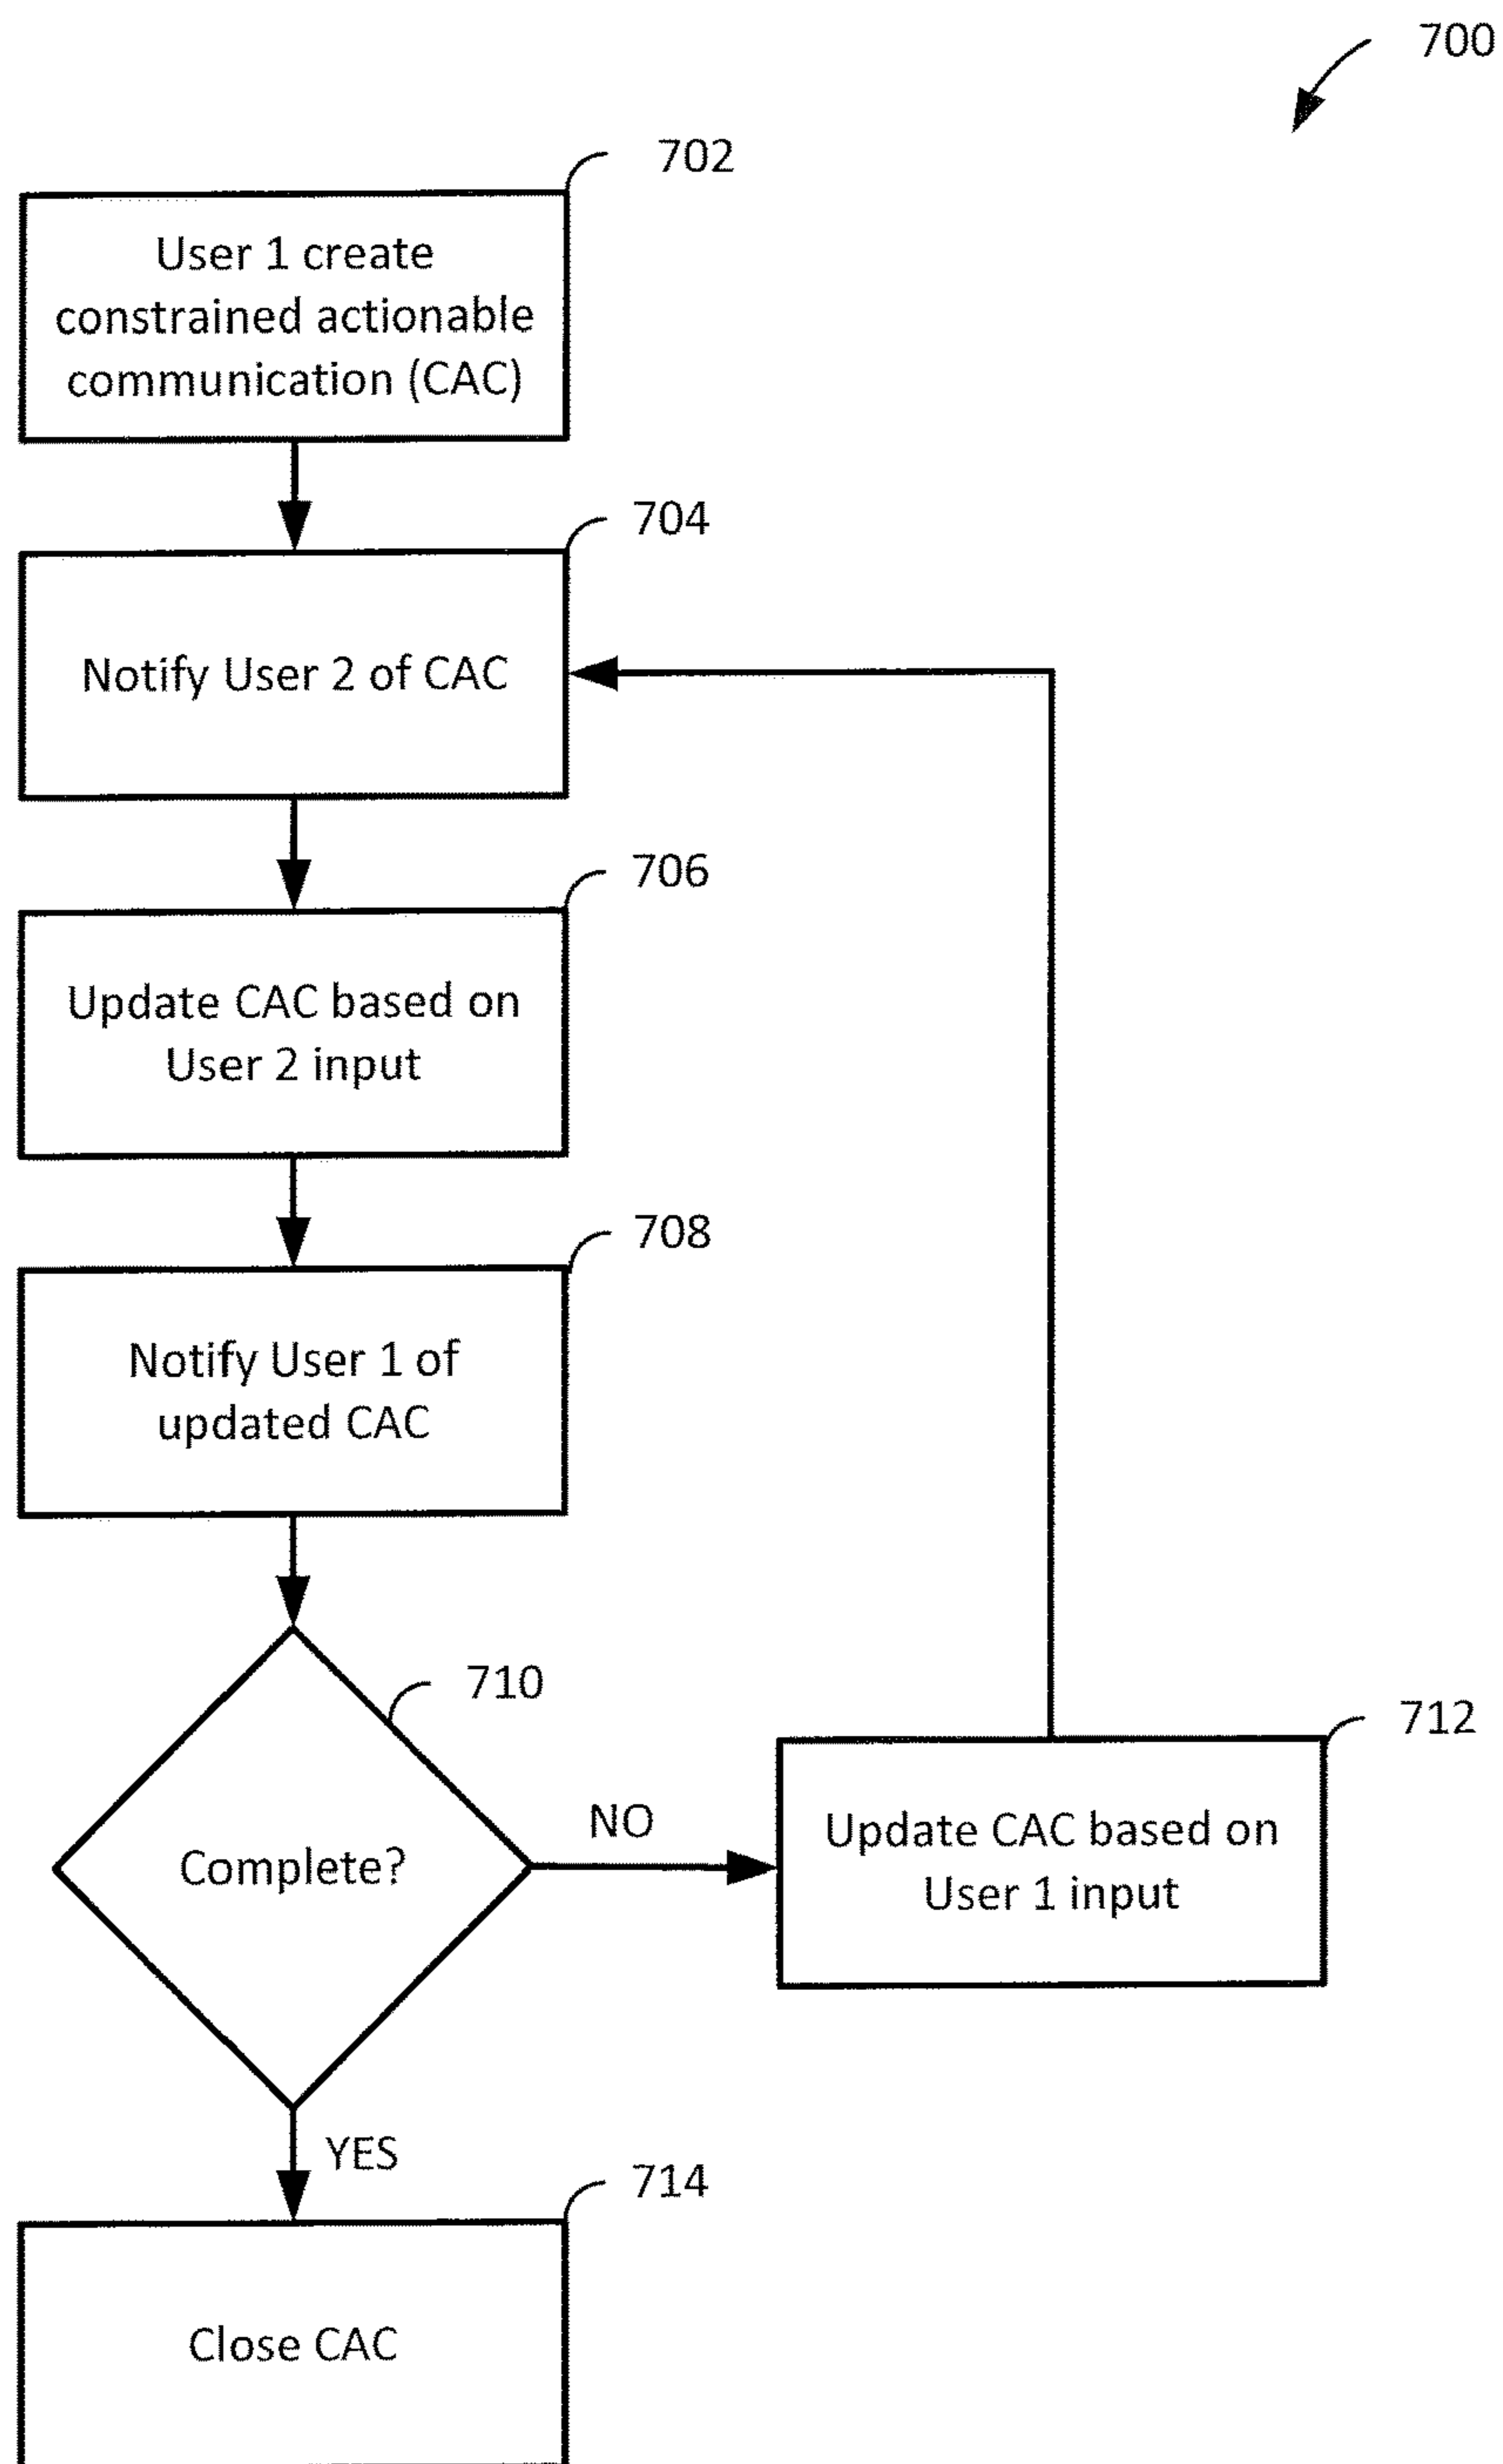 700
702
User 1 create
constrained actionable
communication (CAC)
704
Notify User 2 of CAC
706
Update CAC based on
User 2 input
708
Notify User 1 of
updated CAC
710
Complete?
NO
712
Update CAC based on
User 1 input
YES
714
Close CAC